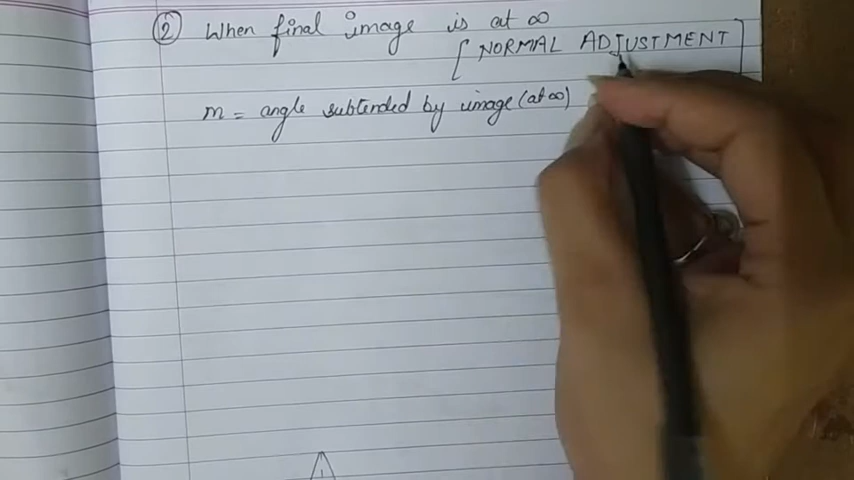 ② When final image is at ∞
[NORMAL ADJUSTMENT]
m = angle subtended by image (at ∞)